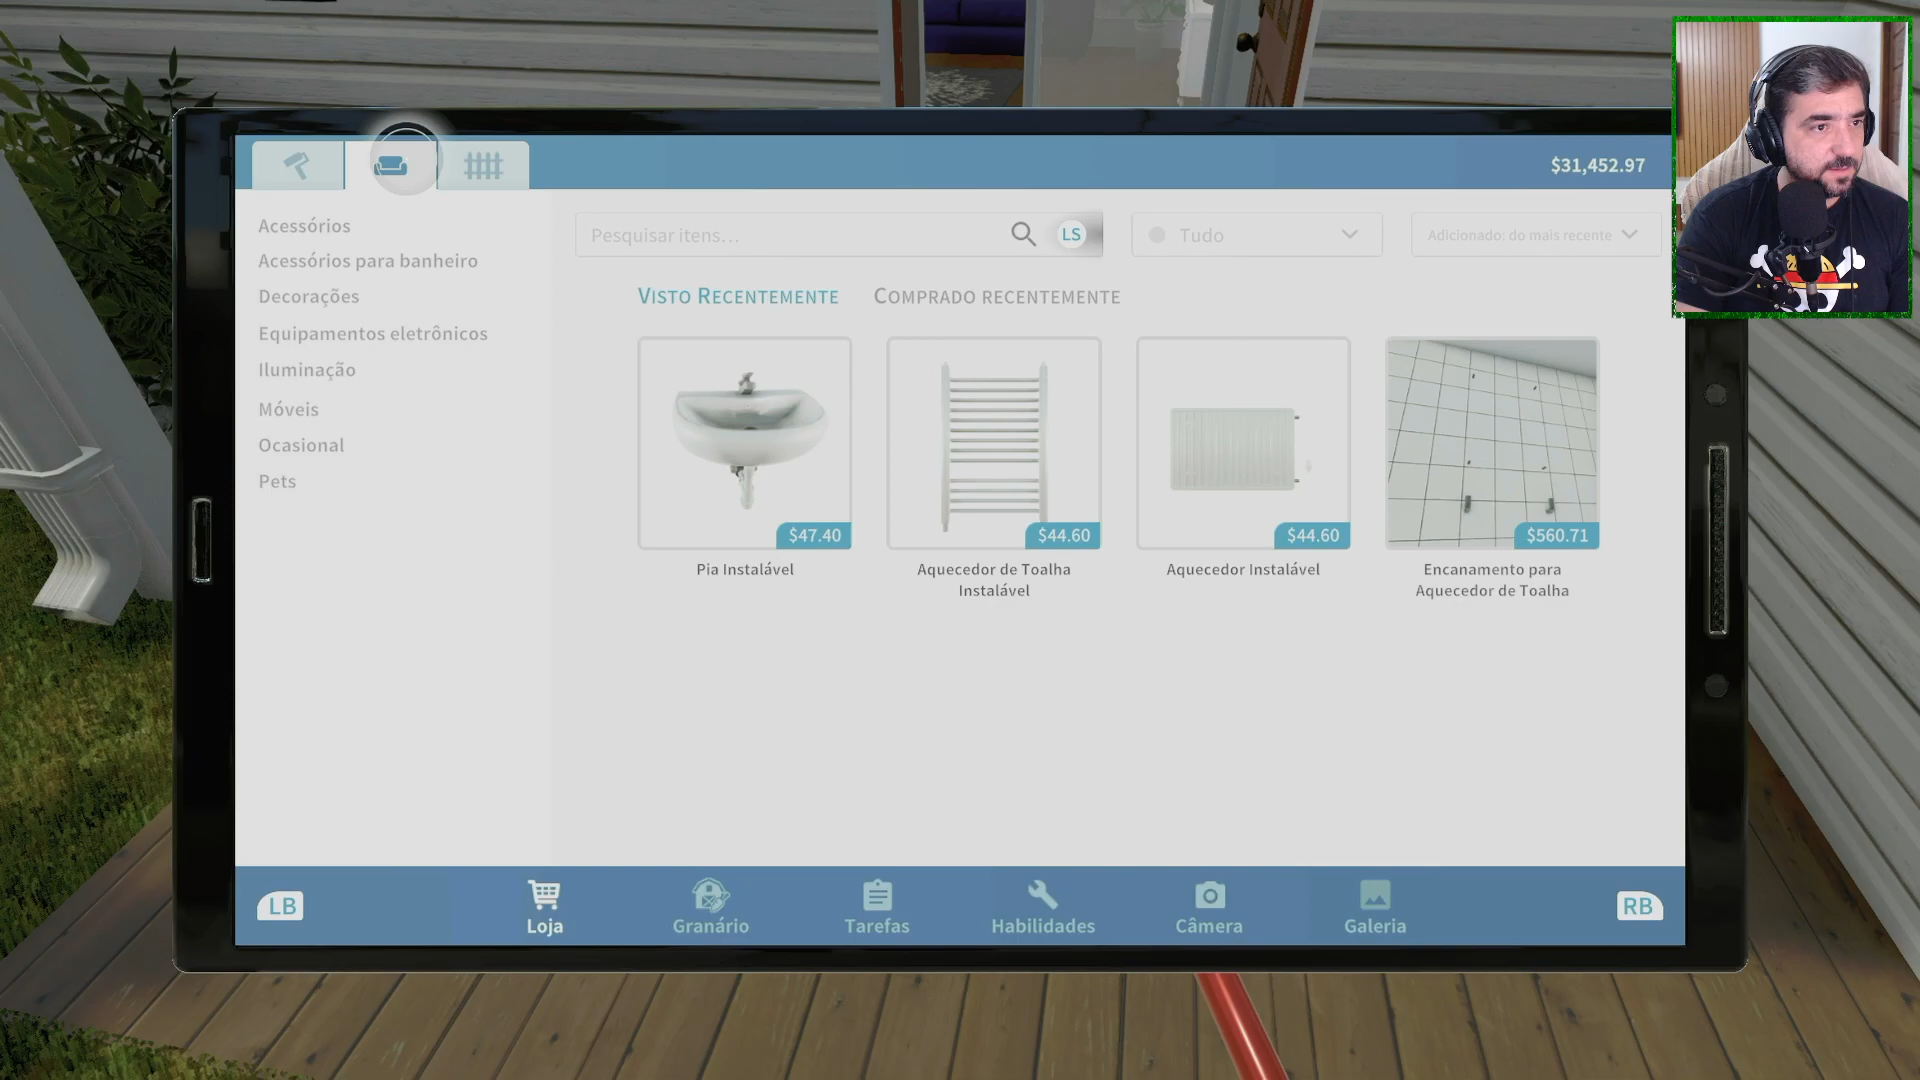 $31,452.97
Acessórios
Acessórios para banheiro
Decorações
Equipamentos eletrônicos
Iluminação
Móveis
Ocasional
Pets
Pesquisar itens...
LS
Tudo
Adicionado: do mais recente
VISTO RECENTEMENTE
COMPRADO RECENTEMENTE
$47.40
Pia Instalável
$44.60
Aquecedor de Toalha
Instalável
$44.60
Aquecedor Instalável
$560.71
Encanamento para
Aquecedor de Toalha
LB
Loja
Granário
Tarefas
Habilidades
Câmera
Galeria
RB